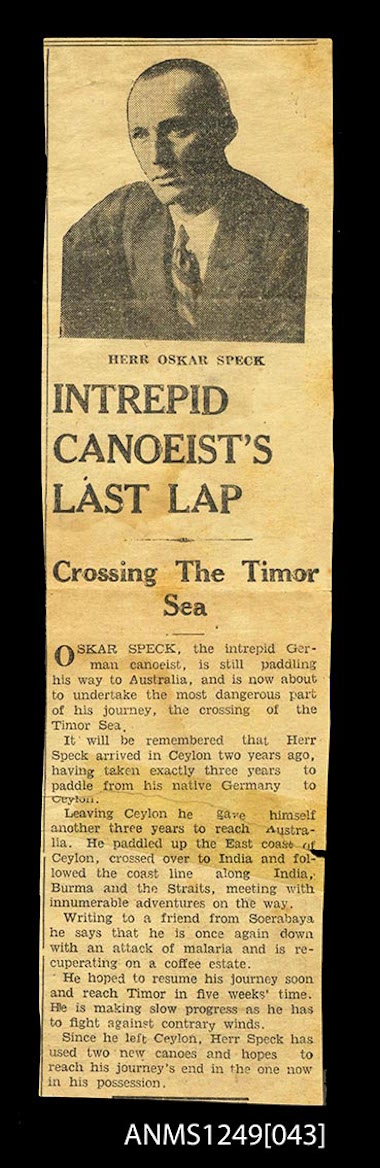 HERR OSKAR SPECK
INTREPID
CANOEIST'S
LAST LAP
Crossing The Timor
Sea
OSKAR SPECK, the intrepid Ger-
man canoeist, is still paddling
his way to Australia, and is now about
to undertake the most dangerous part
of his journey, the crossing of the
Timor Sea.
It will be remembered that Herr
Speck arrived in Ceylon two years ago,
having taken exactly three years to
paddle from his native Germany to
Ceylon.
Leaving Ceylon he gave himself
another three years to reach Austra-
lia. He paddled up the East coast of
Ceylon, crossed over to India and fol-
lowed the coast line along India,
Burma and the Straits, meeting with
innumerable adventures on the way.
Writing to a friend from Soerabaya
he says that he is once again down
with an attack of malaria and is re-
cuperating on a coffee estate.
He hoped to resume his journey soon
and reach Timor in five weeks' time.
He is making slow progress as he has
to fight against contrary winds.
Since he left Ceylon, Herr Speck has
used two new canoes and hopes to
reach his journey's end in the one now
in his possession.
ANMS1249[043]